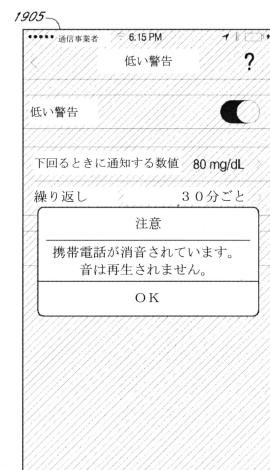 1905
通信事業者 6:15 PM
低い警告 ?
低い警告
下回るときに通知する数値 80 mg/dL
繰り返し 30分ごと
注意
携帯電話が消音されています。
音は再生されません。
OK